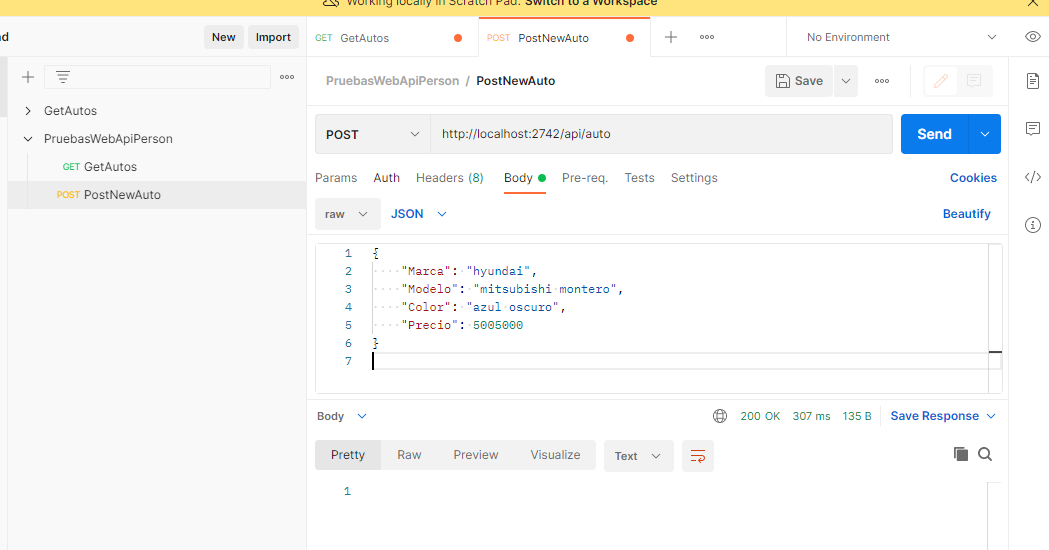 Working locally in Scratch Pad. Switch to a Workspace
New Import
GET GetAutos
POST PostNewAuto
No Environment
GetAutos
PruebasWebApiPerson
GET GetAutos
POST PostNewAuto
PruebasWebApiPerson / PostNewAuto
Save
POST http://localhost:2742/api/auto
Send
Params Auth Headers (8) Body Pre-req. Tests Settings
Cookies
raw JSON
Beautify
1 {
2 "Marca": "hyundai",
3 "Modelo": "mitsubishi montero",
4 "Color": "azul oscuro",
5 "Precio": 5005000
6 }
7
Body
200 OK 307 ms 135 B Save Response
Pretty Raw Preview Visualize Text
1